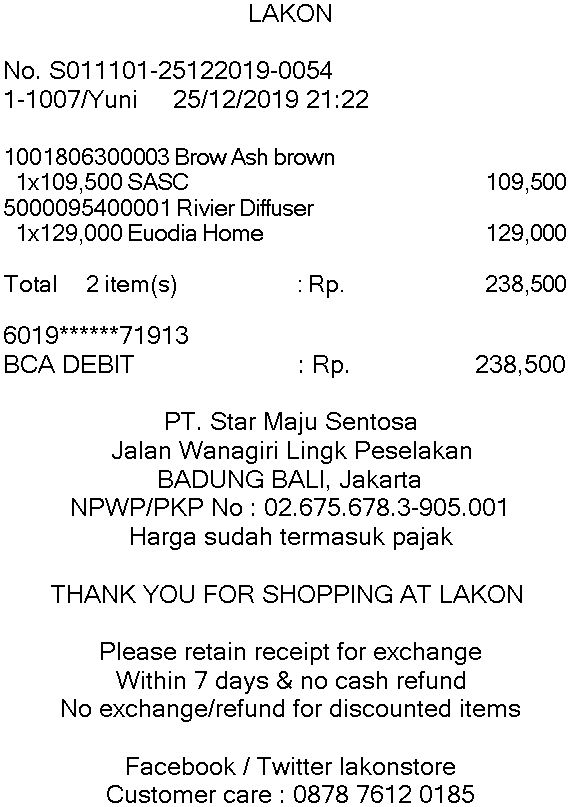 LAKON
No. S011101-25122019-0054
1-1007/Yuni 25/12/2019 21:22
1001806300003 Brow Ash brown
1x109,500 SASC 109,500
5000095400001 Rivier Diffuser
1x129,000 Euodia Home 129,000
Total 2 item(s) : Rp. 238,500
6019******71913
BCA DEBIT : Rp. 238,500
PT. Star Maju Sentosa
Jalan Wanagiri Lingk Peselakan
BADUNG BALI, Jakarta
NPWP/PKP No : 02.675.678.3-905.001
Harga sudah termasuk pajak
THANK YOU FOR SHOPPING AT LAKON
Please retain receipt for exchange
Within 7 days & no cash refund
No exchange/refund for discounted items
Facebook / Twitter lakonstore
Customer care : 0878 7612 0185